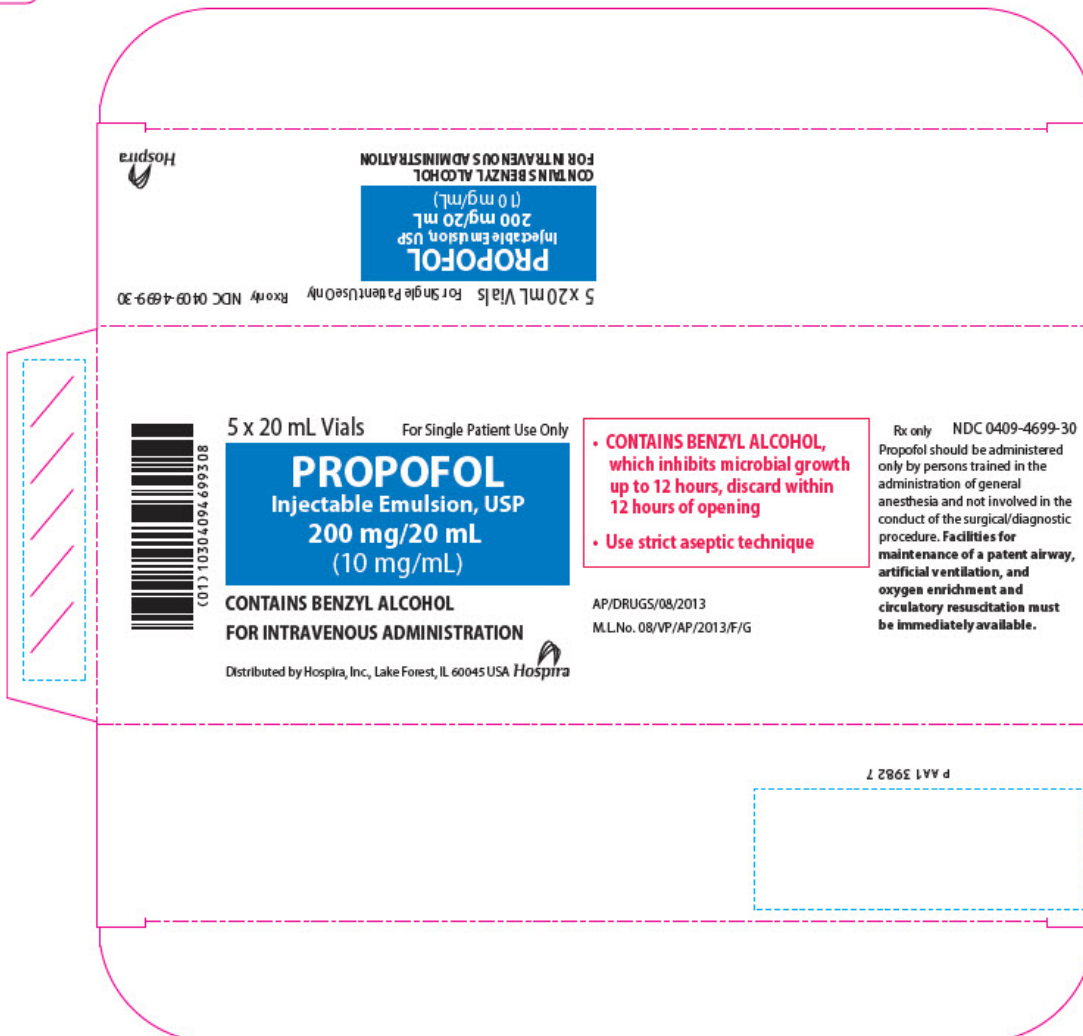 Hospira
CONTAINS BENZYL ALCOHOL
FOR INTRAVENOUS ADMINISTRATION
PROPOFOL
Injectable Emulsion, USP
200 mg/20 mL
(10 mg/mL)
5 x 20 mL Vials For Single Patient Use Only Rx only NDC 0409-4699-30
(01) 10304094699308
5 x 20 mL Vials For Single Patient Use Only
PROPOFOL
Injectable Emulsion, USP
200 mg/20 mL
(10 mg/mL)
CONTAINS BENZYL ALCOHOL
FOR INTRAVENOUS ADMINISTRATION
Distributed by Hospira, Inc., Lake Forest, IL 60045 USA Hospira
• CONTAINS BENZYL ALCOHOL,
which inhibits microbial growth
up to 12 hours, discard within
12 hours of opening
• Use strict aseptic technique
AP/DRUGS/08/2013
M.L.No. 08/VP/AP/2013/F/G
Rx only NDC 0409-4699-30
Propofol should be administered
only by persons trained in the
administration of general
anesthesia and not involved in the
conduct of the surgical/diagnostic
procedure. Facilities for
maintenance of a patent airway,
artificial ventilation, and
oxygen enrichment and
circulatory resuscitation must
be immediately available.
P AA1 3982 7